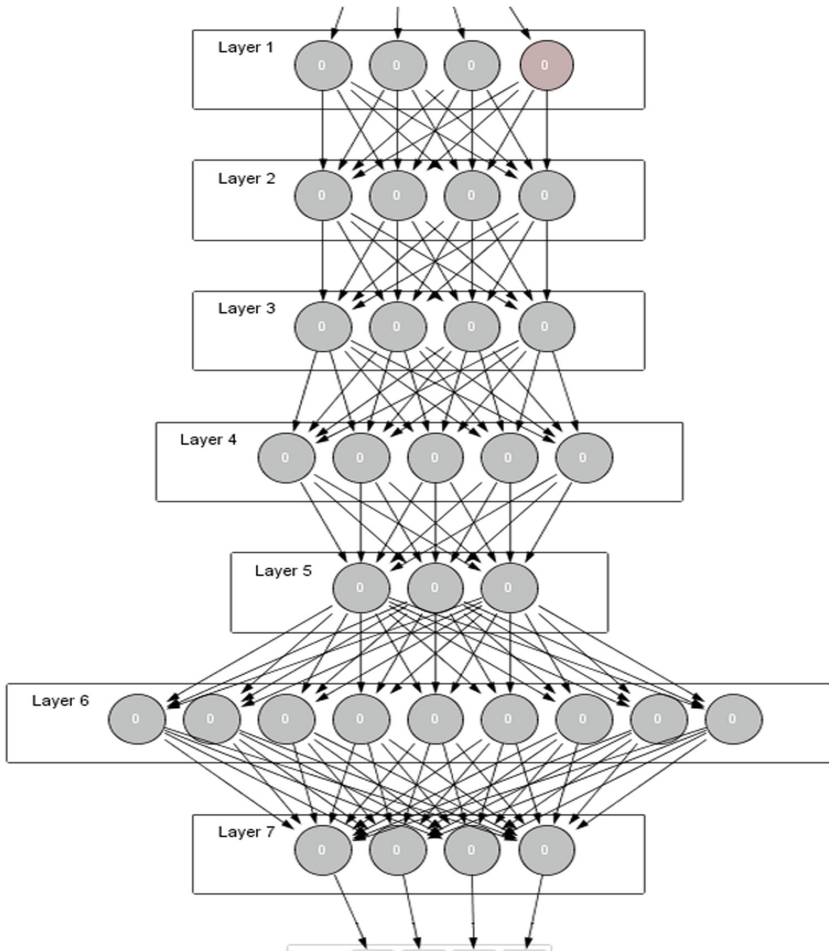 Layer 1
0 0 0 0
Layer 2
0 0 0 0
Layer 3
0 0 0 0
Layer 4
0 0 0 0 0
Layer 5
0 0 0
Layer 6
0 0 0 0 0 0 0 0 0
Layer 7
0 0 0 0